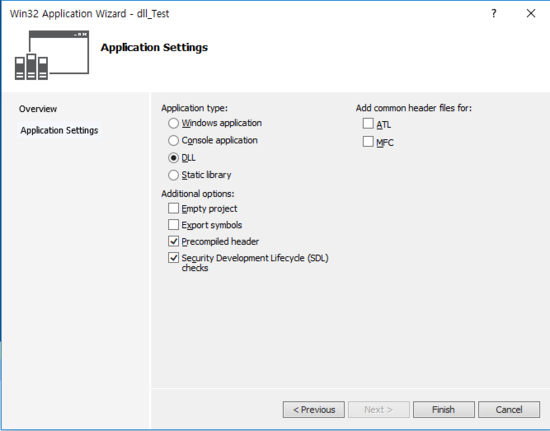 Win32 Application Wizard - dll_Test
Application Settings
Overview
Application Settings
Application type:
Windows application
Console application
DLL
Static library
Additional options:
Empty project
Export symbols
Precompiled header
Security Development Lifecycle (SDL)
checks
Add common header files for:
ATL
MFC
< Previous
Next >
Finish
Cancel